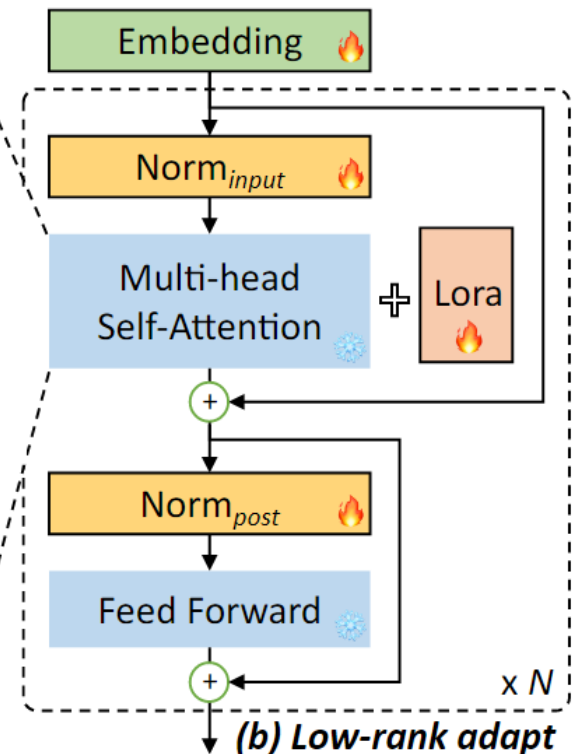 Embedding
Norm_input
Multi-head
Self-Attention
+
Lora
+
Norm_post
Feed Forward
+
x N
(b) Low-rank adapt